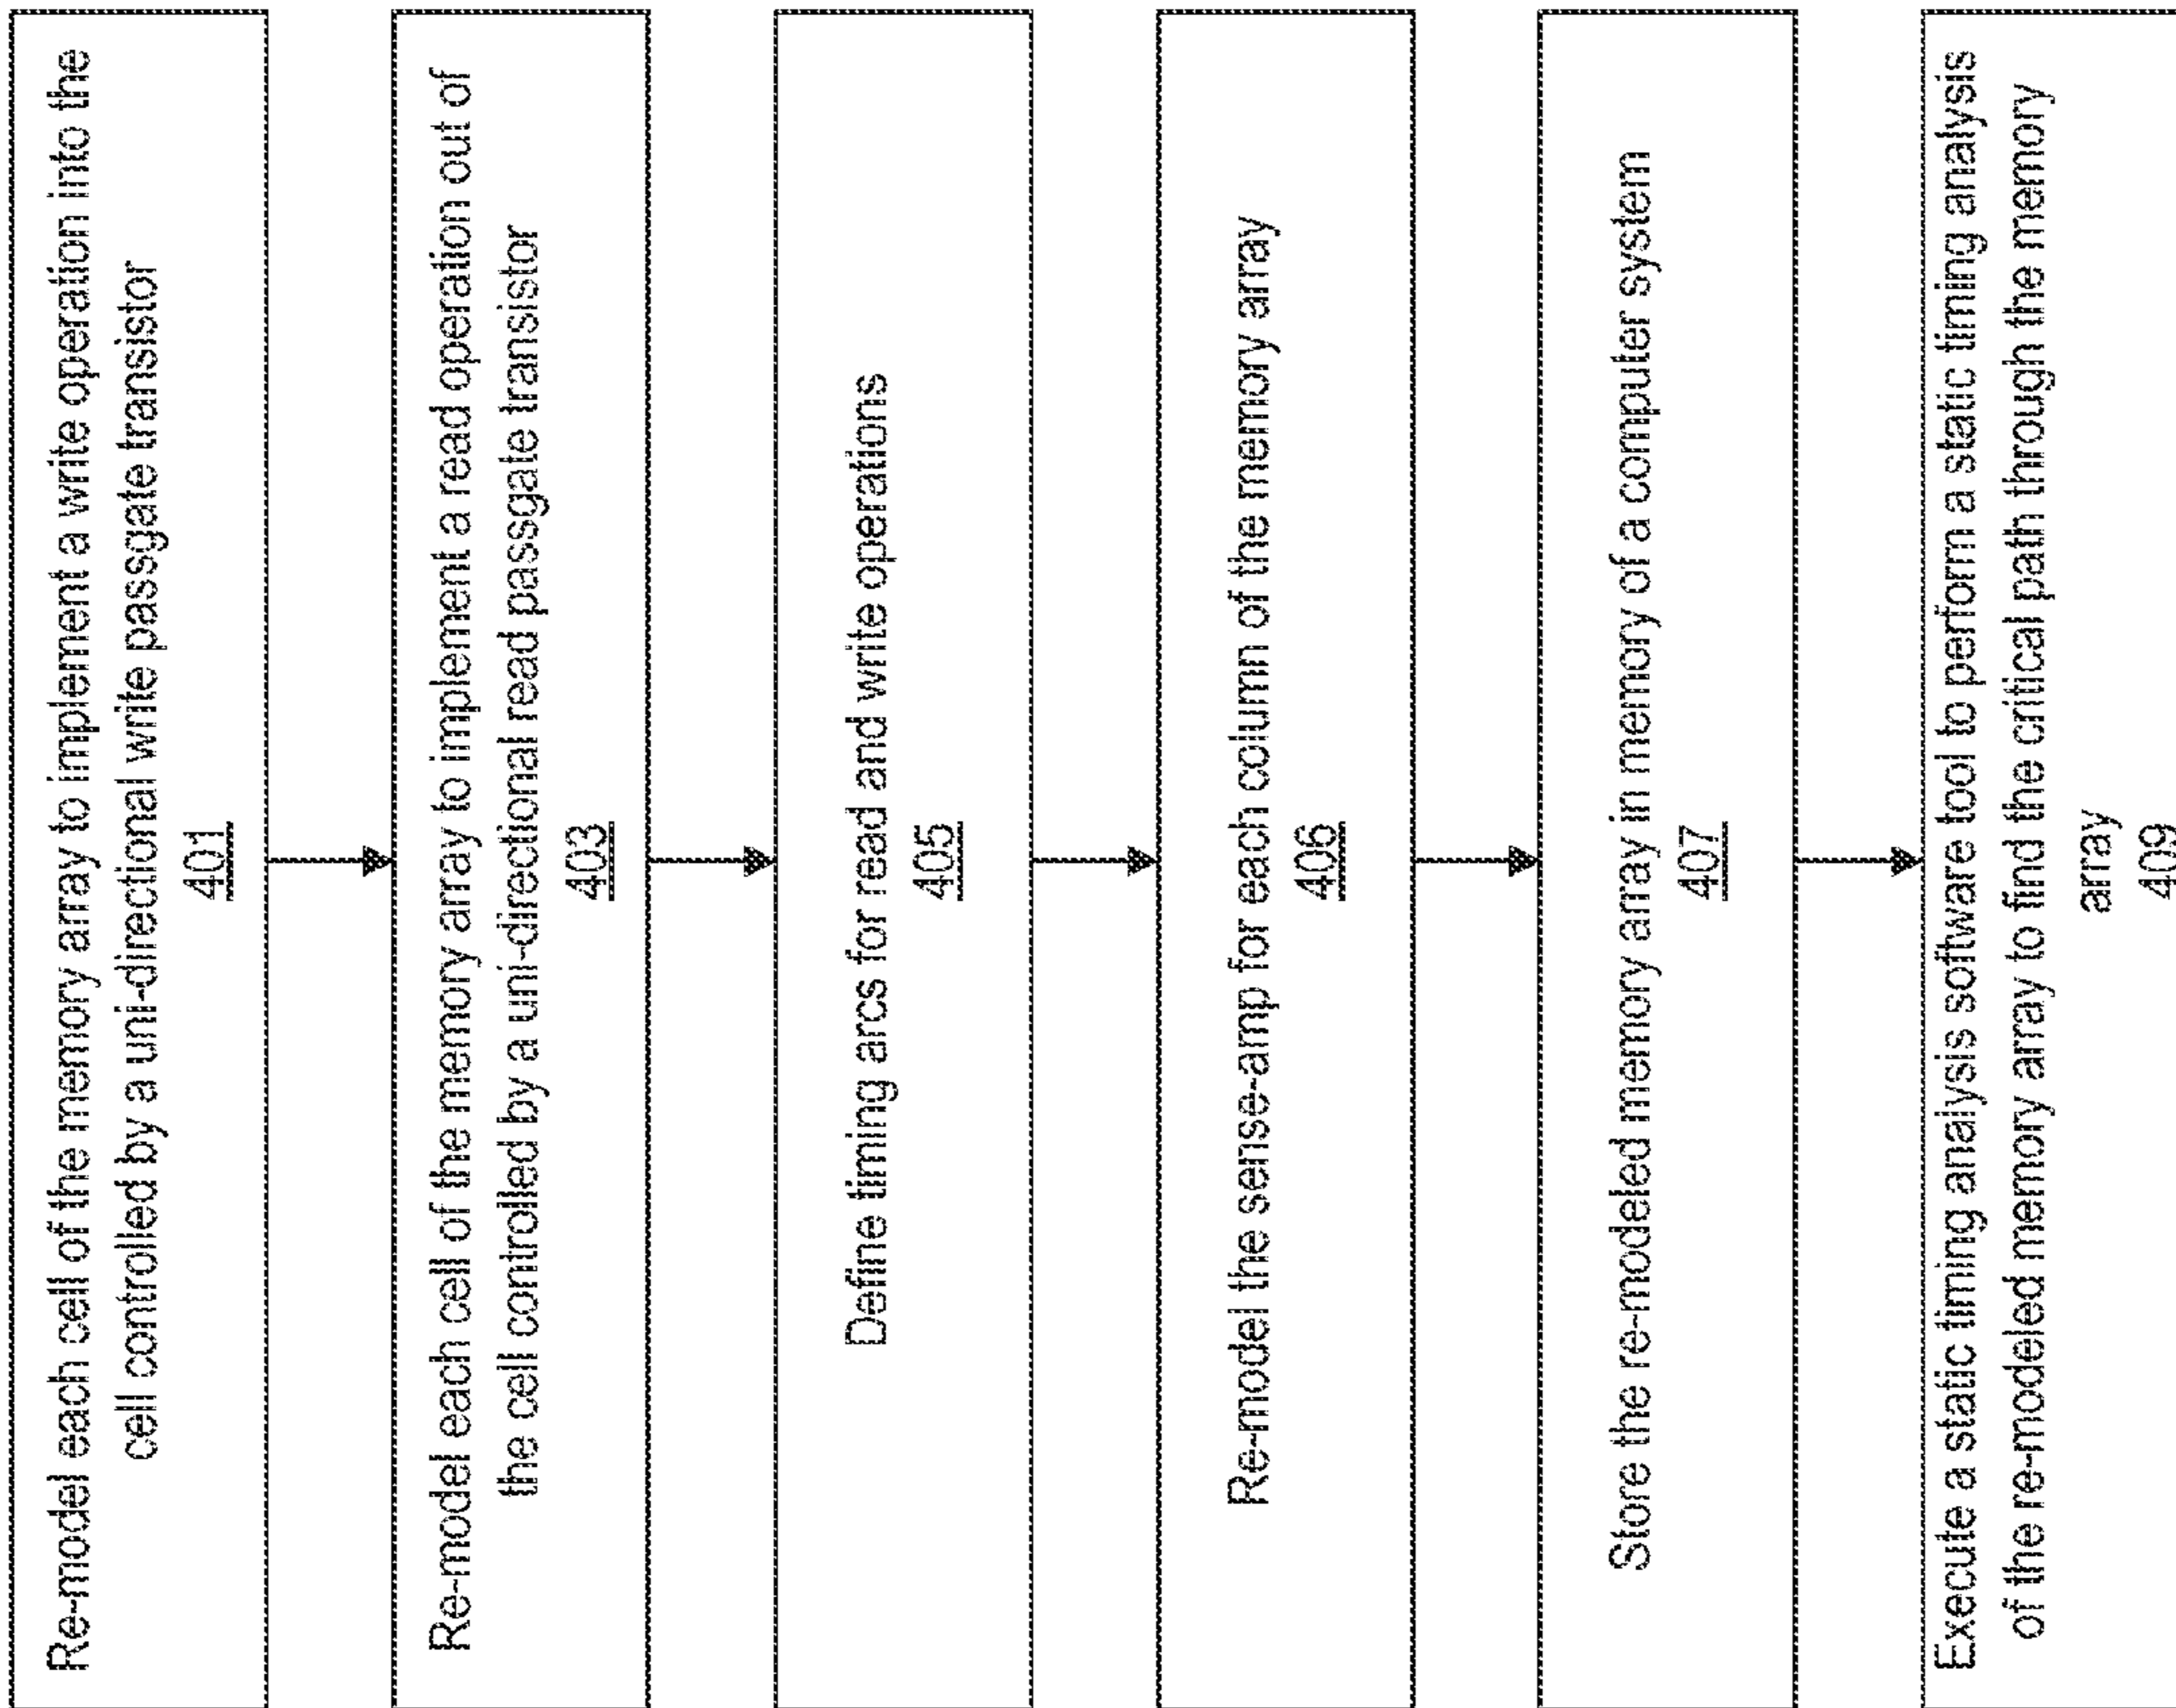 Re-model each cell of the memory array to implement a write operation into the
cell controlled by a uni-directional write passgate transistor
401
Re-model each cell of the memory array to implement a read operation out of
the cell controlled by a uni-directional read passgate transistor
403
Define timing arcs for read and write operations
405
Re-model the sense-amp for each column of the memory array
406
Store the re-modeled memory array in memory of a computer system
407
Execute a static timing analysis software tool to perform a static timing analysis
of the re-modeled memory array to find the critical path through the memory
array
409